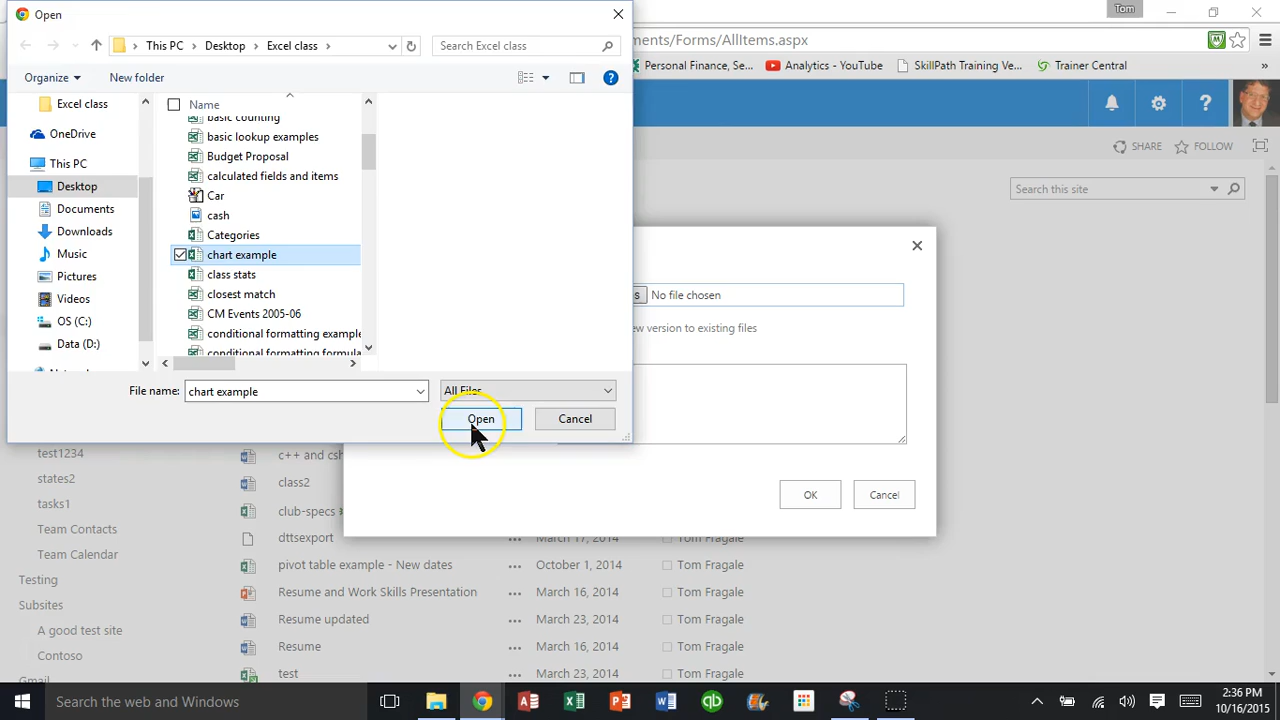 Open
Tom
This PC
Desktop
Excel class
Search Excel class
ments/Forms/AllItems.aspx
Organize
New folder
Personal Finance, Se...
Analytics - YouTube
SkillPath Training Ve...
Trainer Central
»
Name
Excel class
OneDrive
This PC
Desktop
Documents
Downloads
Music
Pictures
Videos
OS (C:)
Data (D:)
basic counting
basic lookup examples
Budget Proposal
calculated fields and items
Car
cash
Categories
chart example
class stats
closest match
CM Events 2005-06
conditional formatting example
conditional formatting formula
File name:
chart example
All Files
Open
Cancel
SHARE
FOLLOW
Search this site
s
No file chosen
ew version to existing files
OK
Cancel
test1234
states2
tasks1
Team Contacts
Team Calendar
Testing
Subsites
A good test site
Contoso
Gmail
c++ and csh
class2
club-specs
dttsexport
... March 17, 2014 Tom Fragale
pivot table example - New dates ... October 1, 2014 Tom Fragale
Resume and Work Skills Presentation ... March 16, 2014 Tom Fragale
Resume updated ... March 23, 2014 Tom Fragale
Resume ... March 16, 2014 Tom Fragale
test ... March 23, 2014 Tom Fragale
Search the web and Windows
2:36 PM
10/16/2015